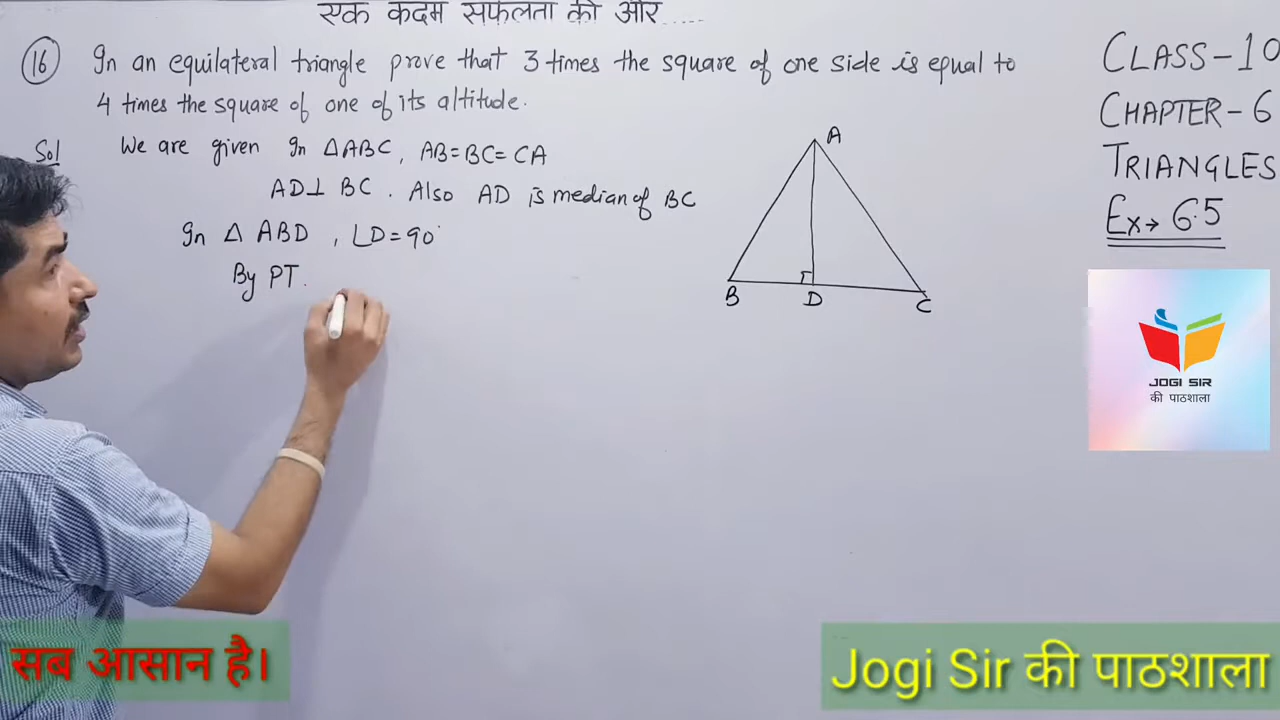 एक कदम सफलता की ओर.....
16 In an equilateral triangle prove that 3 times the square of one side is equal to
4 times the square of one of its altitude.
Sol We are given In △ABC, AB=BC=CA
AD⊥ BC. Also AD is median of BC
In △ ABD, ∠D=90°
By PT.
A
B
D
C
CLASS-10
CHAPTER-6
TRIANGLES
Ex→ 6.5
JOGI SIR
की पाठशाला
सब आसान है।
Jogi Sir की पाठशाला